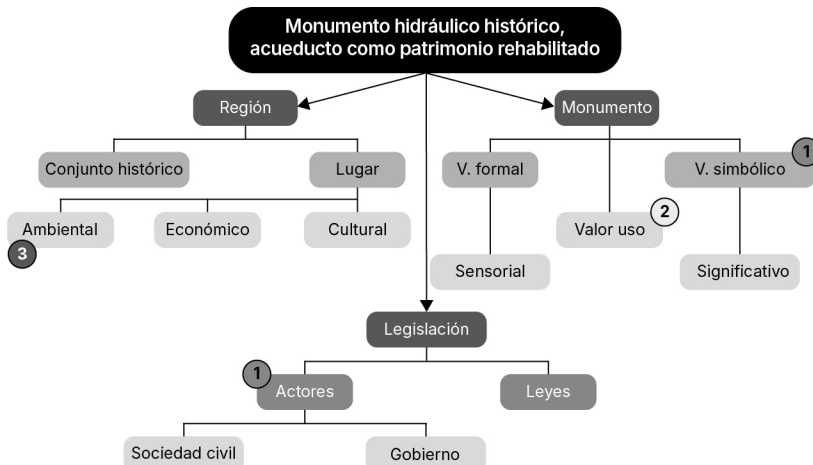 Monumento hidráulico histórico,
acueducto como patrimonio rehabilitado
Región
Monumento
Conjunto histórico
Lugar
V. formal
V. simbólico
1
Ambiental
3
Económico
Cultural
Valor uso
2
Sensorial
Significativo
Legislación
1
Actores
Leyes
Sociedad civil
Gobierno